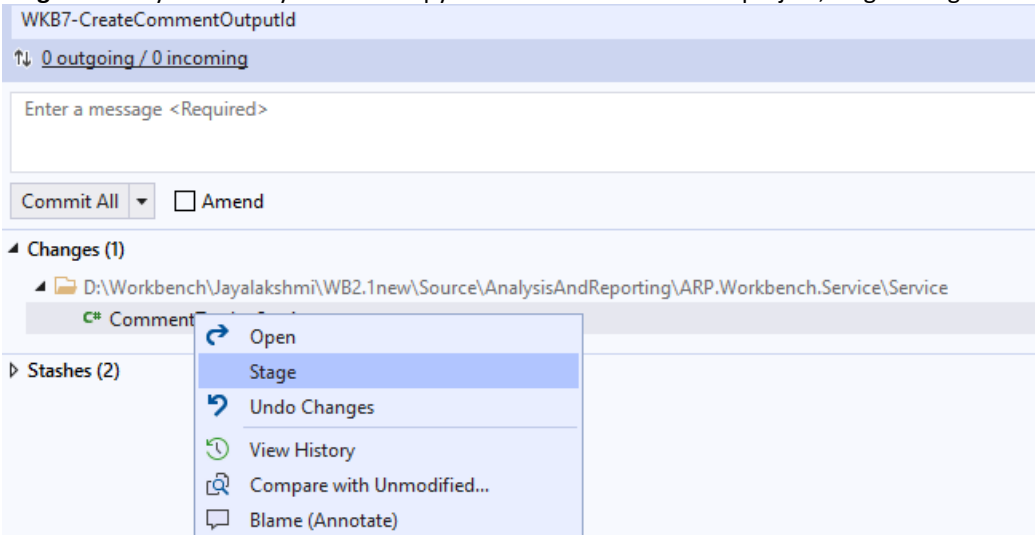 WKB7-CreateCommentOutputId
0 outgoing / 0 incoming
Enter a message <Required>
Commit All Amend
Changes (1)
D:\Workbench\Jayalakshmi\WB2.1new\Source\AnalysisAndReporting\ARP.Workbench.Service\Service
C# Comment
Open
Stashes (2)
Stage
Undo Changes
View History
Compare with Unmodified...
Blame (Annotate)